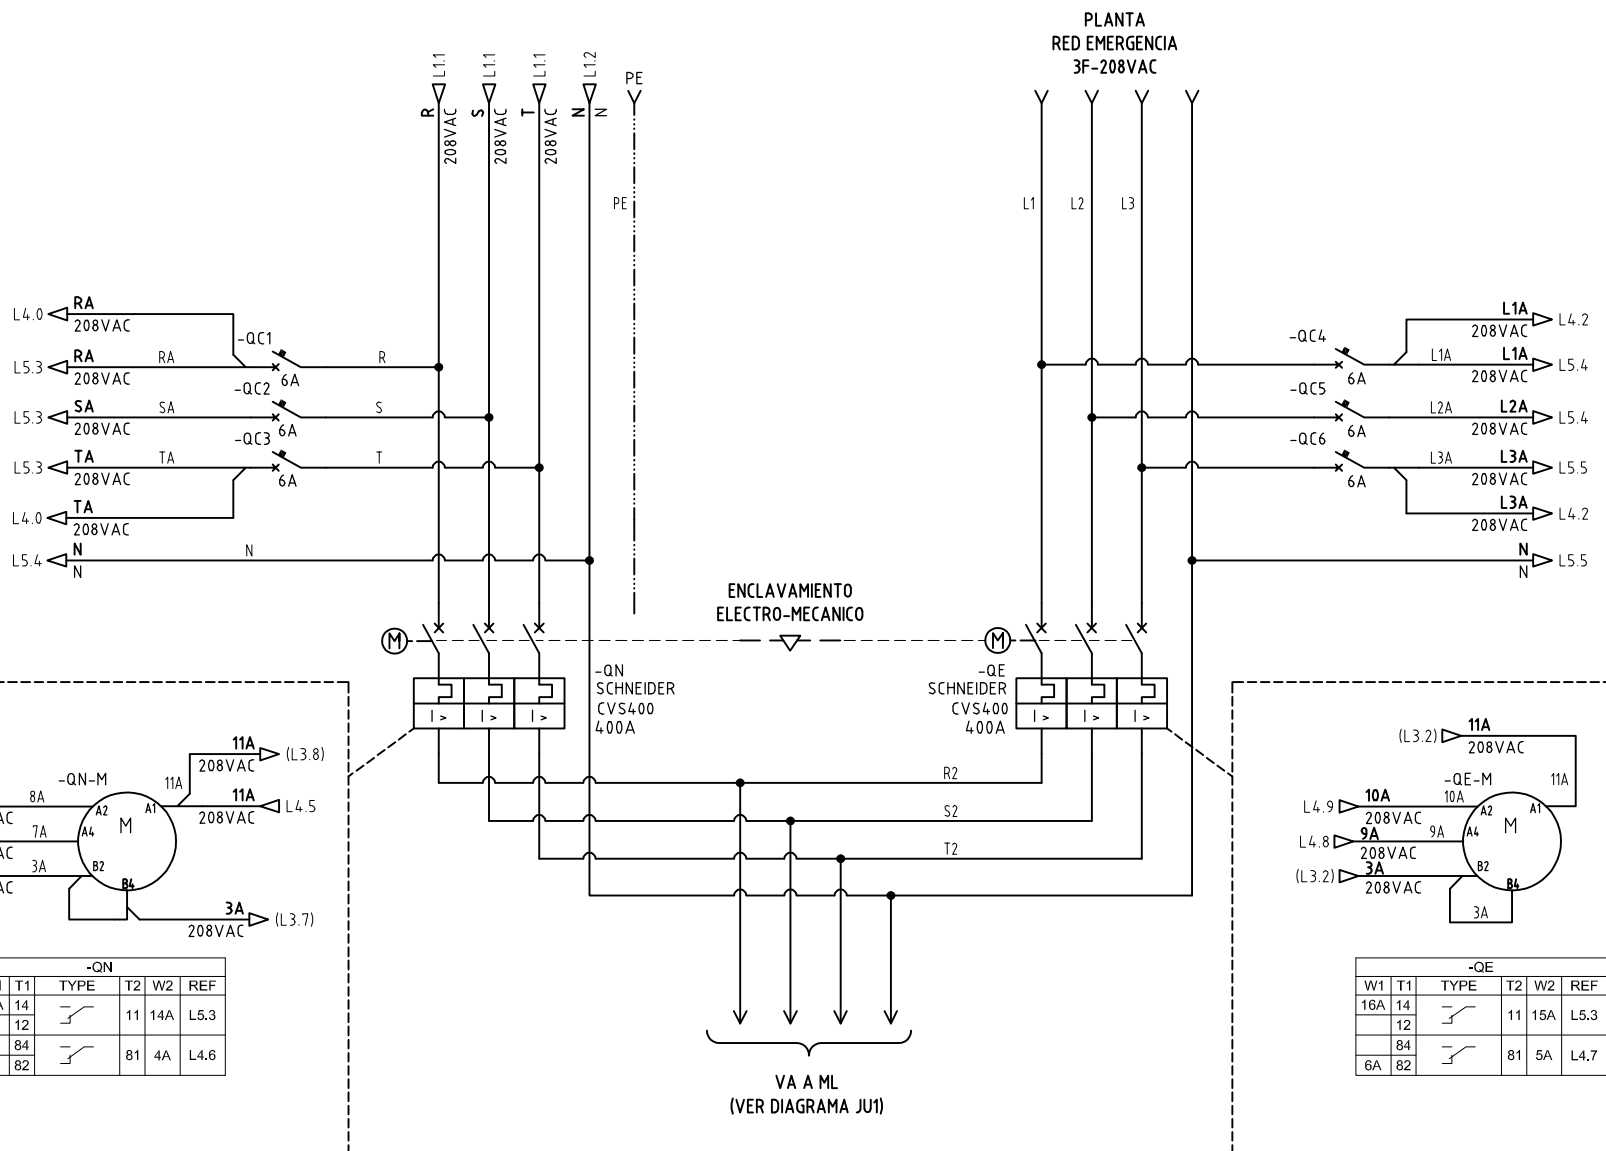 PLANTA
RED EMERGENCIA
3F-208VAC
L1.1
L1.1
L1.1
L1.2
PE
R
208VAC
S
208VAC
T
208VAC
N
N
PE
L1
L2
L3
L4.0
RA
208VAC
-QC1
L5.3
RA
208VAC
RA
6A
R
-QC2
L5.3
SA
208VAC
SA
6A
S
-QC3
L5.3
TA
208VAC
TA
6A
T
L4.0
TA
208VAC
L5.4
N
N
N
L1A
208VAC
L4.2
-QC4
6A
L1A
L1A
208VAC
L5.4
-QC5
6A
L2A
L2A
208VAC
L5.4
-QC6
6A
L3A
L3A
208VAC
L5.5
L3A
208VAC
L4.2
N
N
L5.5
ENCLAVAMIENTO
ELECTRO-MECANICO
M
M
-QN
SCHNEIDER
CVS400
400A
I >
I >
I >
-QE
SCHNEIDER
CVS400
400A
I >
I >
I >
R2
S2
T2
11A
208VAC
(L3.8)
-QN-M
11A
11A
208VAC
L4.5
8A
7A
3A
AC
AC
AC
A2
A1
A4
M
B2
B4
3A
208VAC
(L3.7)
(L3.2)
11A
208VAC
-QE-M
11A
L4.9
10A
208VAC
10A
L4.8
9A
208VAC
9A
(L3.2)
3A
208VAC
A2
A1
A4
M
B2
B4
3A
-QN
T1 TYPE T2 W2 REF
14 11 14A L5.3
12
84 81 4A L4.6
82
-QE
W1 T1 TYPE T2 W2 REF
16A 14 11 15A L5.3
12
84 81 5A L4.7
6A 82
VA A ML
(VER DIAGRAMA JU1)